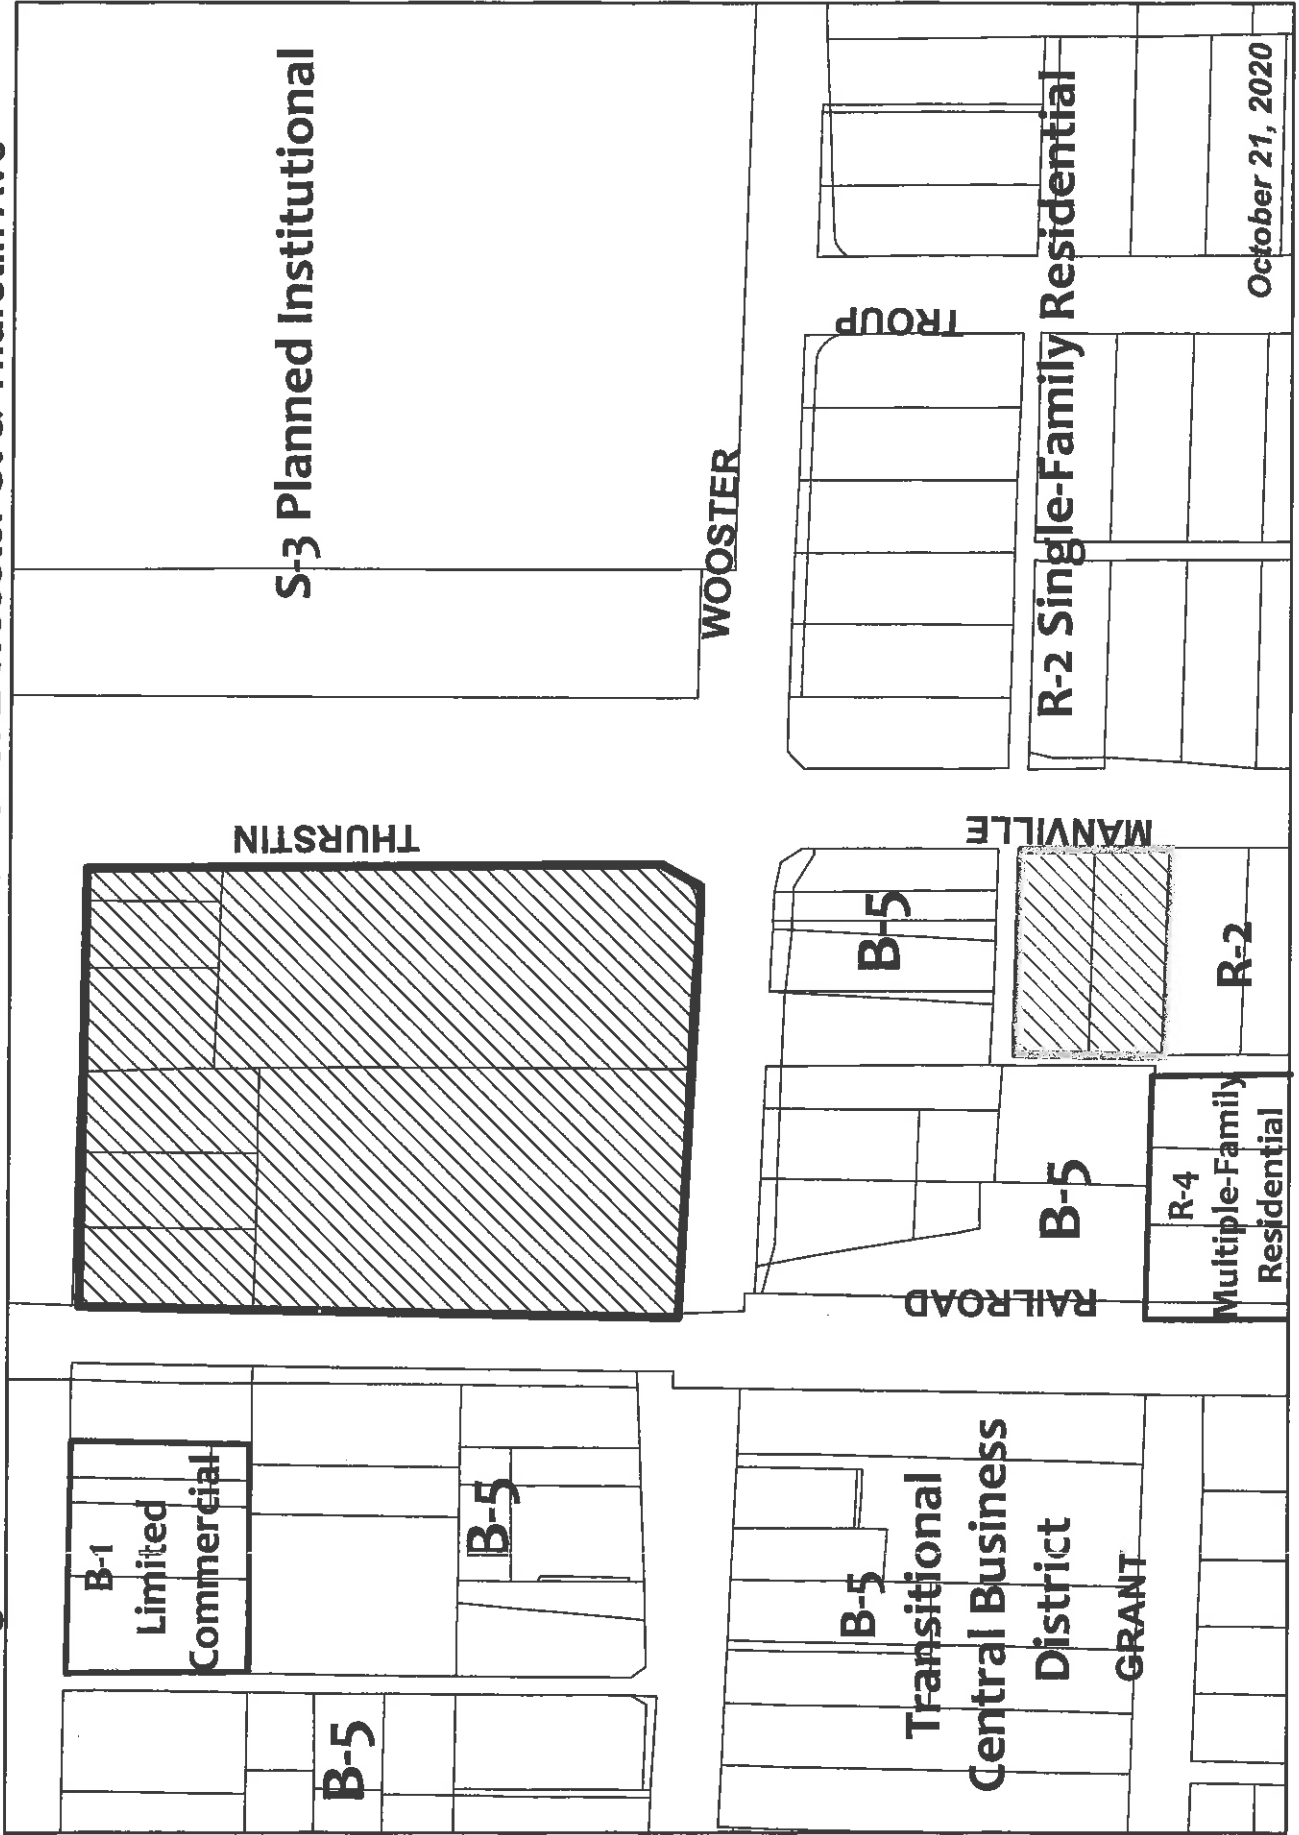 S-3 Planned Institutional
THURSTIN
WOOSTER
TROUP
B-1
Limited
Commercial
B-5
B-5
B-5
MANVILLE
R-2 Single-Family Residential
RAILROAD
B-5
B-5
Transitional
Central Business
District
GRANT
R-4
Multiple-Family
Residential
R-2
October 21, 2020